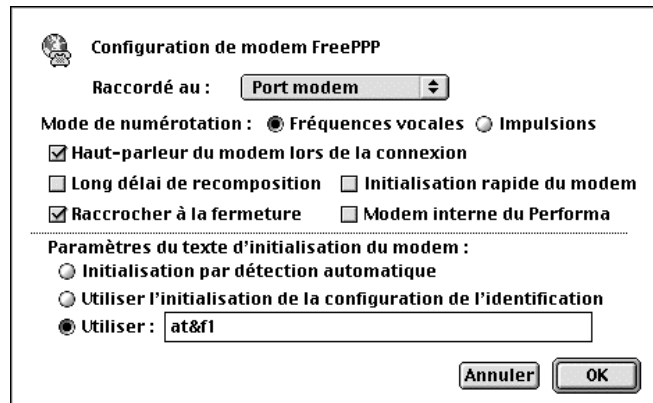 Configuration de modem FreePPP
Raccordé au : Port modem
Mode de numérotation : Fréquences vocales Impulsions
Haut-parleur du modem lors de la connexion
Long délai de recomposition Initialisation rapide du modem
Raccrocher à la fermeture Modem interne du Performa
Paramètres du texte d'initialisation du modem :
Initialisation par détection automatique
Utiliser l'initialisation de la configuration de l'identification
Utiliser : at&f1
Annuler OK